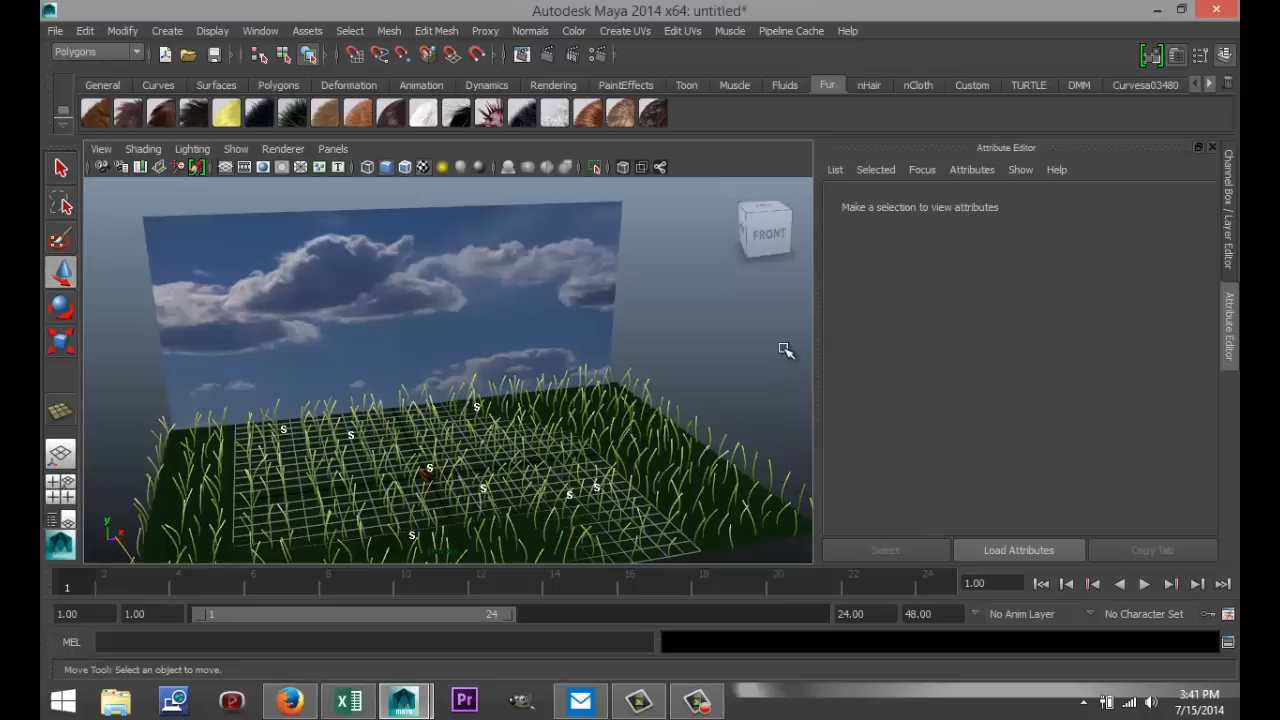 Autodesk Maya 2014 x64: untitled*
File Edit Modify Create Display Window Assets Select Mesh Edit Mesh Proxy Normals Color Create UVs Edit UVs Muscle Pipeline Cache Help
Polygons
General Curves Surfaces Polygons Deformation Animation Dynamics Rendering PaintEffects Toon Muscle Fluids Fur nHair nCloth Custom TURTLE DMM Curvesa03480
View Shading Lighting Show Renderer Panels
Attribute Editor
List Selected Focus Attributes Show Help
Make a selection to view attributes
FRONT
Channel Box / Layer Editor
Attribute Editor
S
S
S
S
S
S
S
S
y
x
Select Load Attributes Copy Tab
1 2 4 6 8 10 12 14 16 18 20 22 24 1.00
1.00 1.00 1 24 24.00 48.00 No Anim Layer No Character Set
MEL
Move Tool: Select an object to move.
MAYA Pr
3:41 PM
7/15/2014